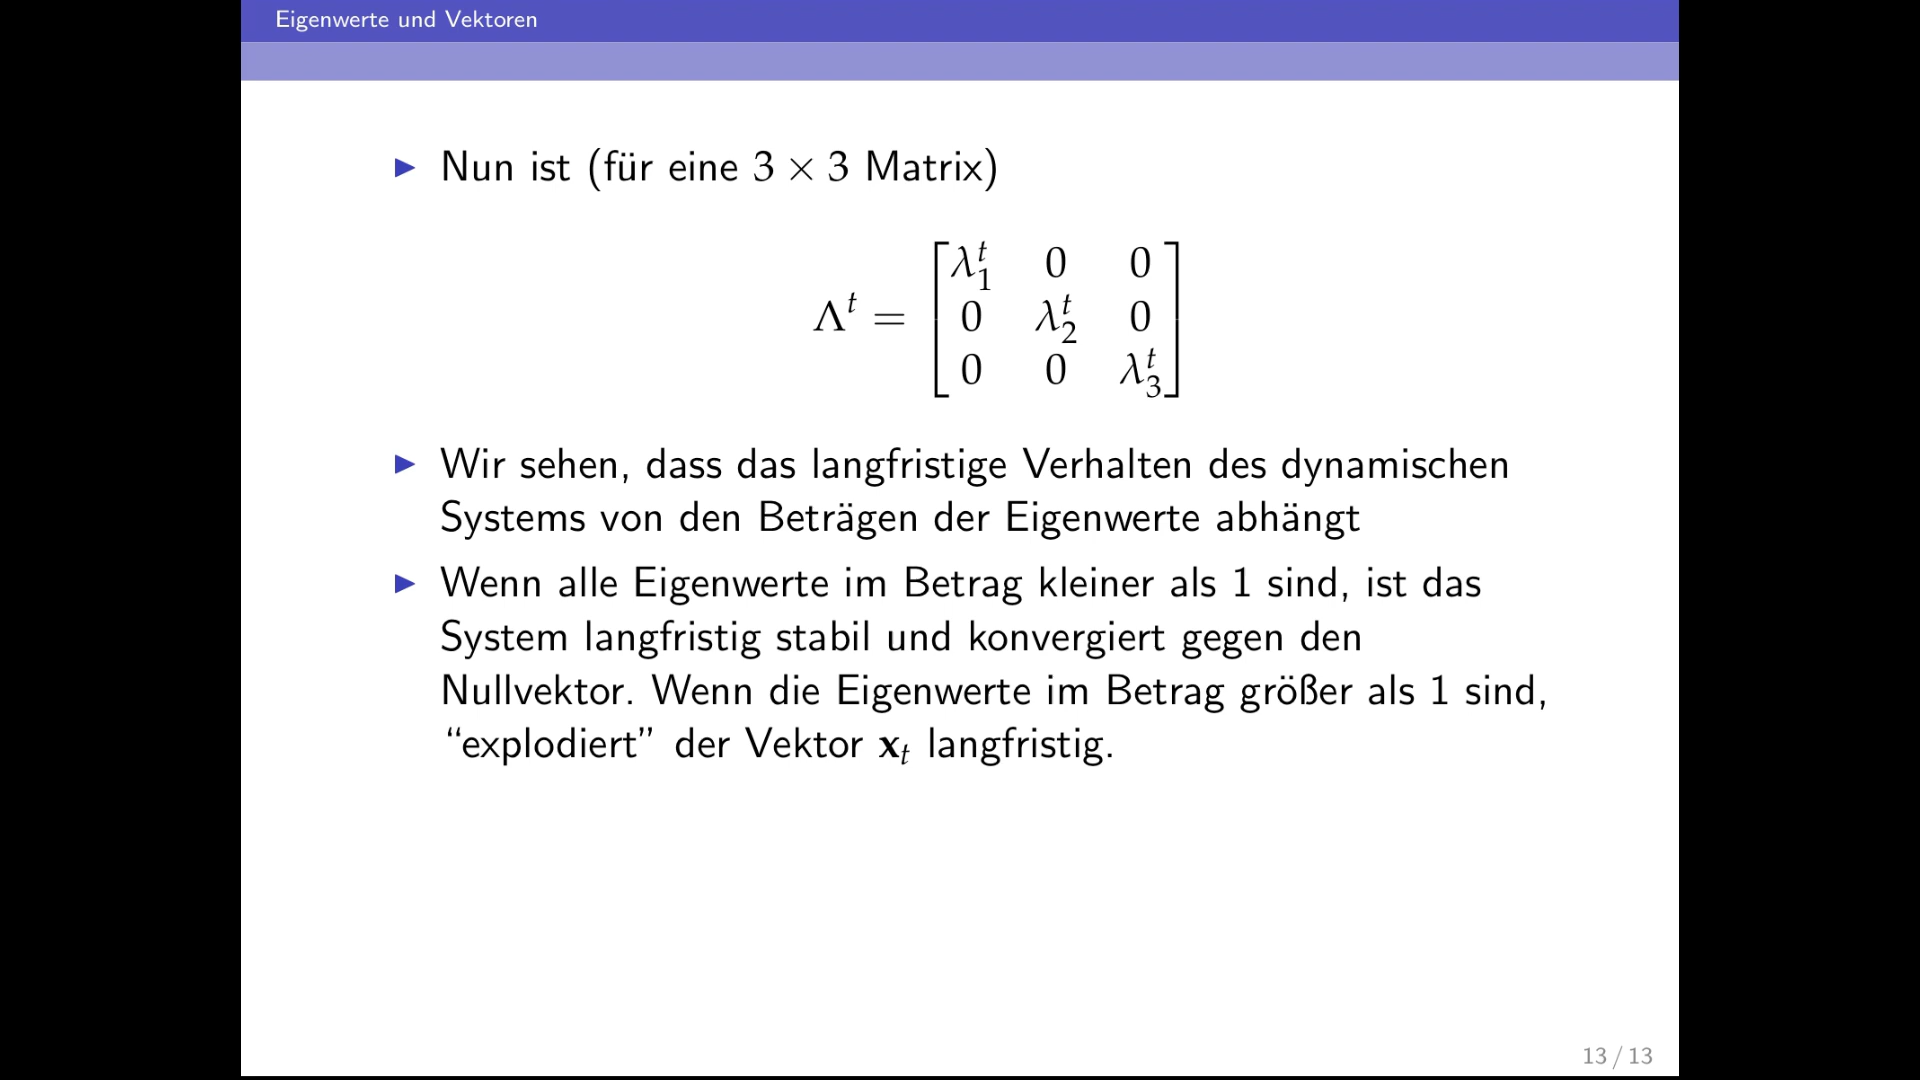 Eigenwerte und Vektoren
▶ Nun ist (für eine 3 × 3 Matrix)
Λ^t = [λ_1^t 0 0
0 λ_2^t 0
0 0 λ_3^t]
▶ Wir sehen, dass das langfristige Verhalten des dynamischen
Systems von den Beträgen der Eigenwerte abhängt
▶ Wenn alle Eigenwerte im Betrag kleiner als 1 sind, ist das
System langfristig stabil und konvergiert gegen den
Nullvektor. Wenn die Eigenwerte im Betrag größer als 1 sind,
“explodiert” der Vektor x_t langfristig.
13 / 13